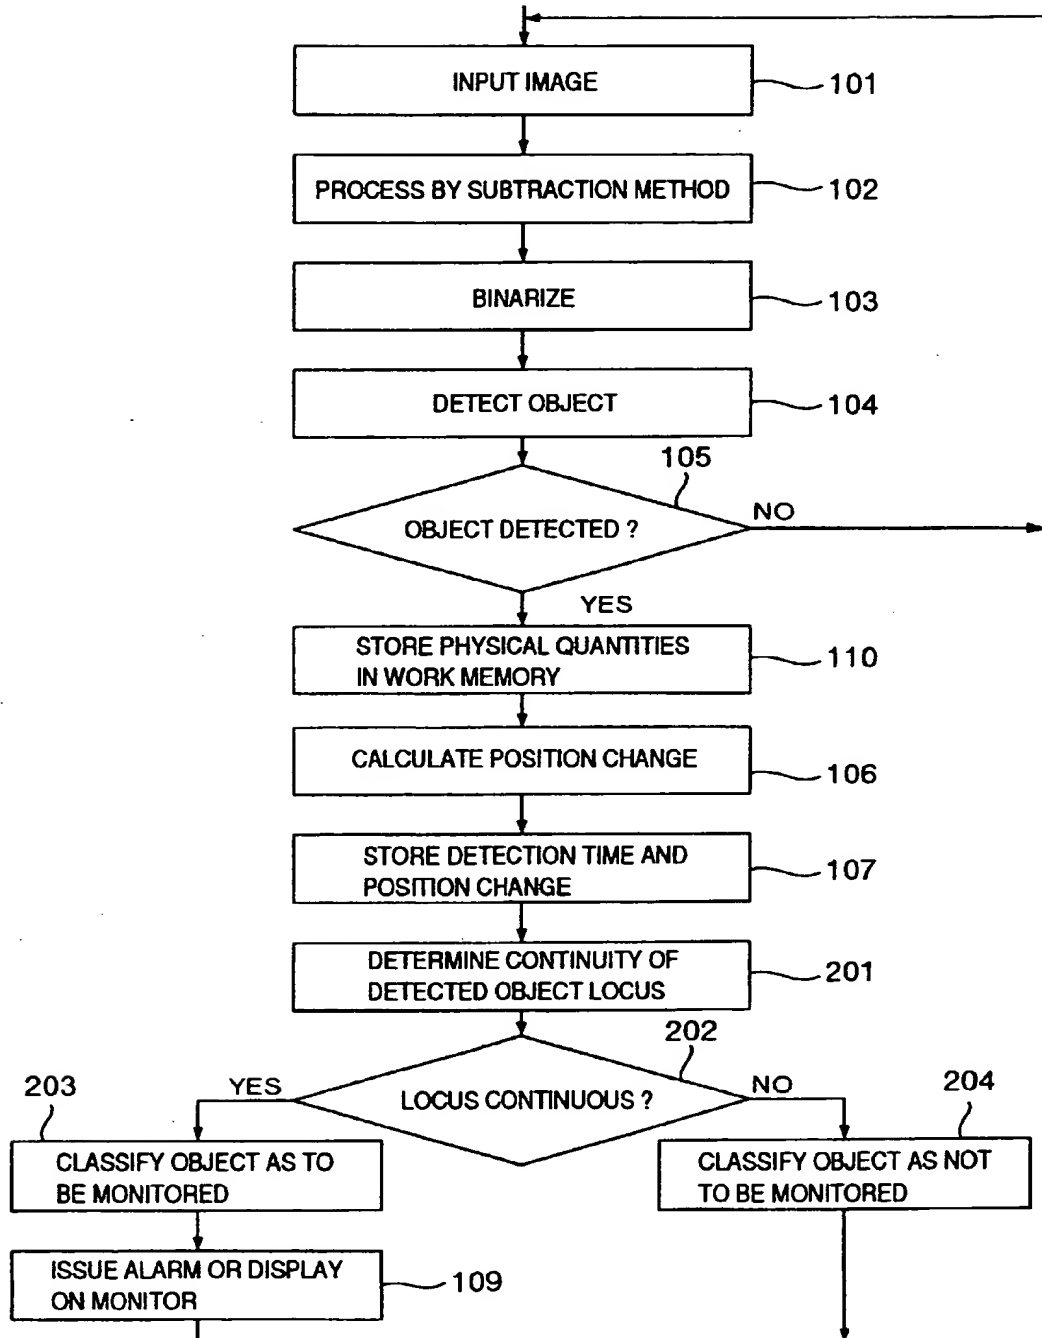 INPUT IMAGE
101
PROCESS BY SUBTRACTION METHOD
102
BINARIZE
103
DETECT OBJECT
104
105
OBJECT DETECTED ?
NO
YES
STORE PHYSICAL QUANTITIES
IN WORK MEMORY
110
CALCULATE POSITION CHANGE
106
STORE DETECTION TIME AND
POSITION CHANGE
107
DETERMINE CONTINUITY OF
DETECTED OBJECT LOCUS
201
202
LOCUS CONTINUOUS ?
YES
NO
203
CLASSIFY OBJECT AS TO
BE MONITORED
204
CLASSIFY OBJECT AS NOT
TO BE MONITORED
ISSUE ALARM OR DISPLAY
ON MONITOR
109